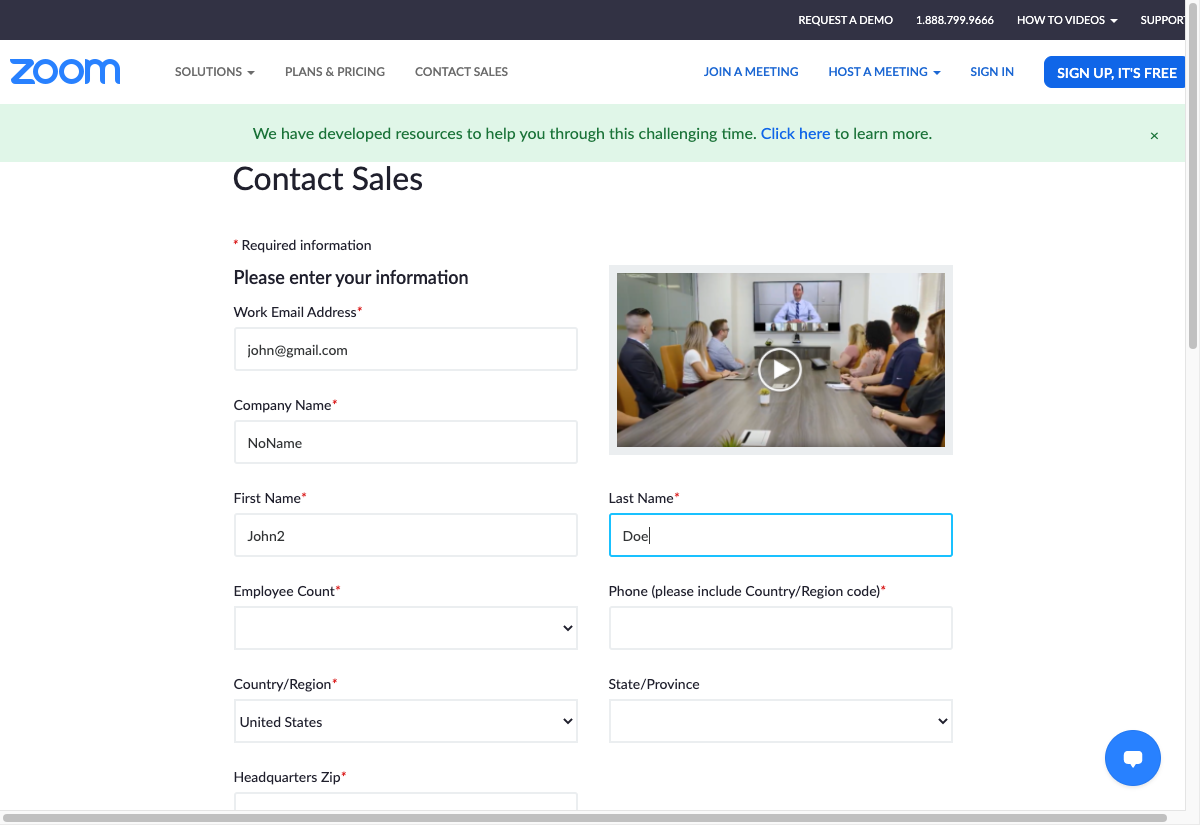 REQUEST A DEMO 1.888.799.9666 HOW TO VIDEOS SUPPORT
zoom SOLUTIONS PLANS & PRICING CONTACT SALES JOIN A MEETING HOST A MEETING SIGN IN SIGN UP, IT'S FREE
We have developed resources to help you through this challenging time. Click here to learn more. ×
Contact Sales
* Required information
Please enter your information
Work Email Address*
john@gmail.com
Company Name*
NoName
First Name* Last Name*
John2 Doe
Employee Count* Phone (please include Country/Region code)*
Country/Region* State/Province
United States
Headquarters Zip*